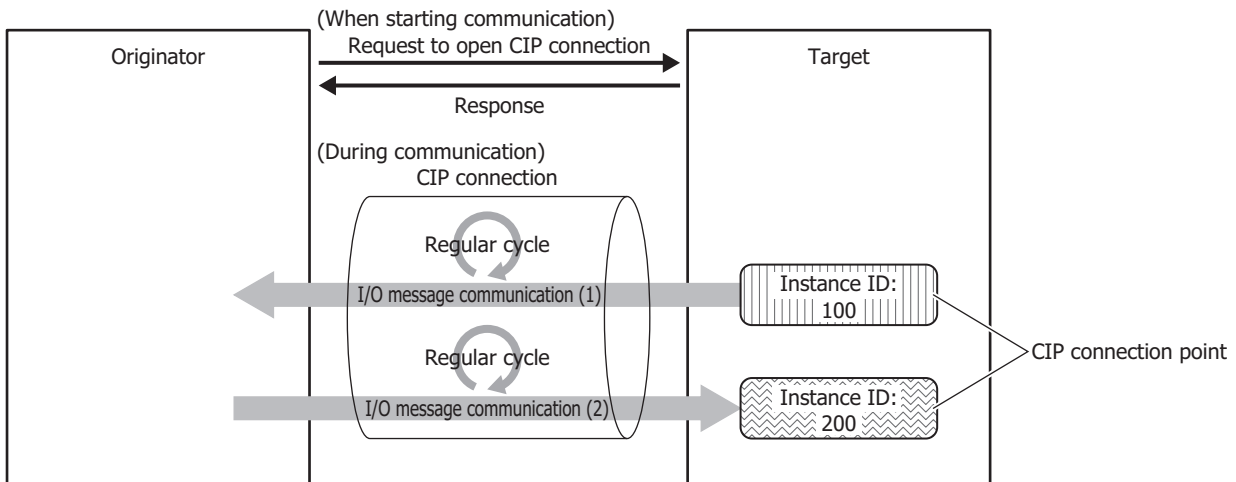 (When starting communication)
Originator
Request to open CIP connection
Target
Response
(During communication)
CIP connection
Regular cycle
I/O message communication (1)
Instance ID:
100
Regular cycle
CIP connection point
I/O message communication (2)
Instance ID:
200